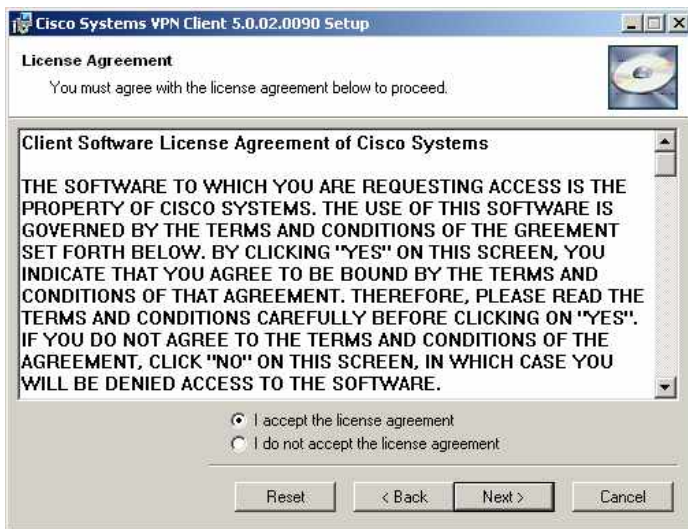 Cisco Systems VPN Client 5.0.02.0090 Setup
License Agreement
You must agree with the license agreement below to proceed.
Client Software License Agreement of Cisco Systems
THE SOFTWARE TO WHICH YOU ARE REQUESTING ACCESS IS THE
PROPERTY OF CISCO SYSTEMS. THE USE OF THIS SOFTWARE IS
GOVERNED BY THE TERMS AND CONDITIONS OF THE GREEMENT
SET FORTH BELOW. BY CLICKING "YES" ON THIS SCREEN, YOU
INDICATE THAT YOU AGREE TO BE BOUND BY THE TERMS AND
CONDITIONS OF THAT AGREEMENT. THEREFORE, PLEASE READ THE
TERMS AND CONDITIONS CAREFULLY BEFORE CLICKING ON "YES".
IF YOU DO NOT AGREE TO THE TERMS AND CONDITIONS OF THE
AGREEMENT, CLICK "NO" ON THIS SCREEN, IN WHICH CASE YOU
WILL BE DENIED ACCESS TO THE SOFTWARE.
I accept the license agreement
I do not accept the license agreement
Reset
< Back
Next >
Cancel